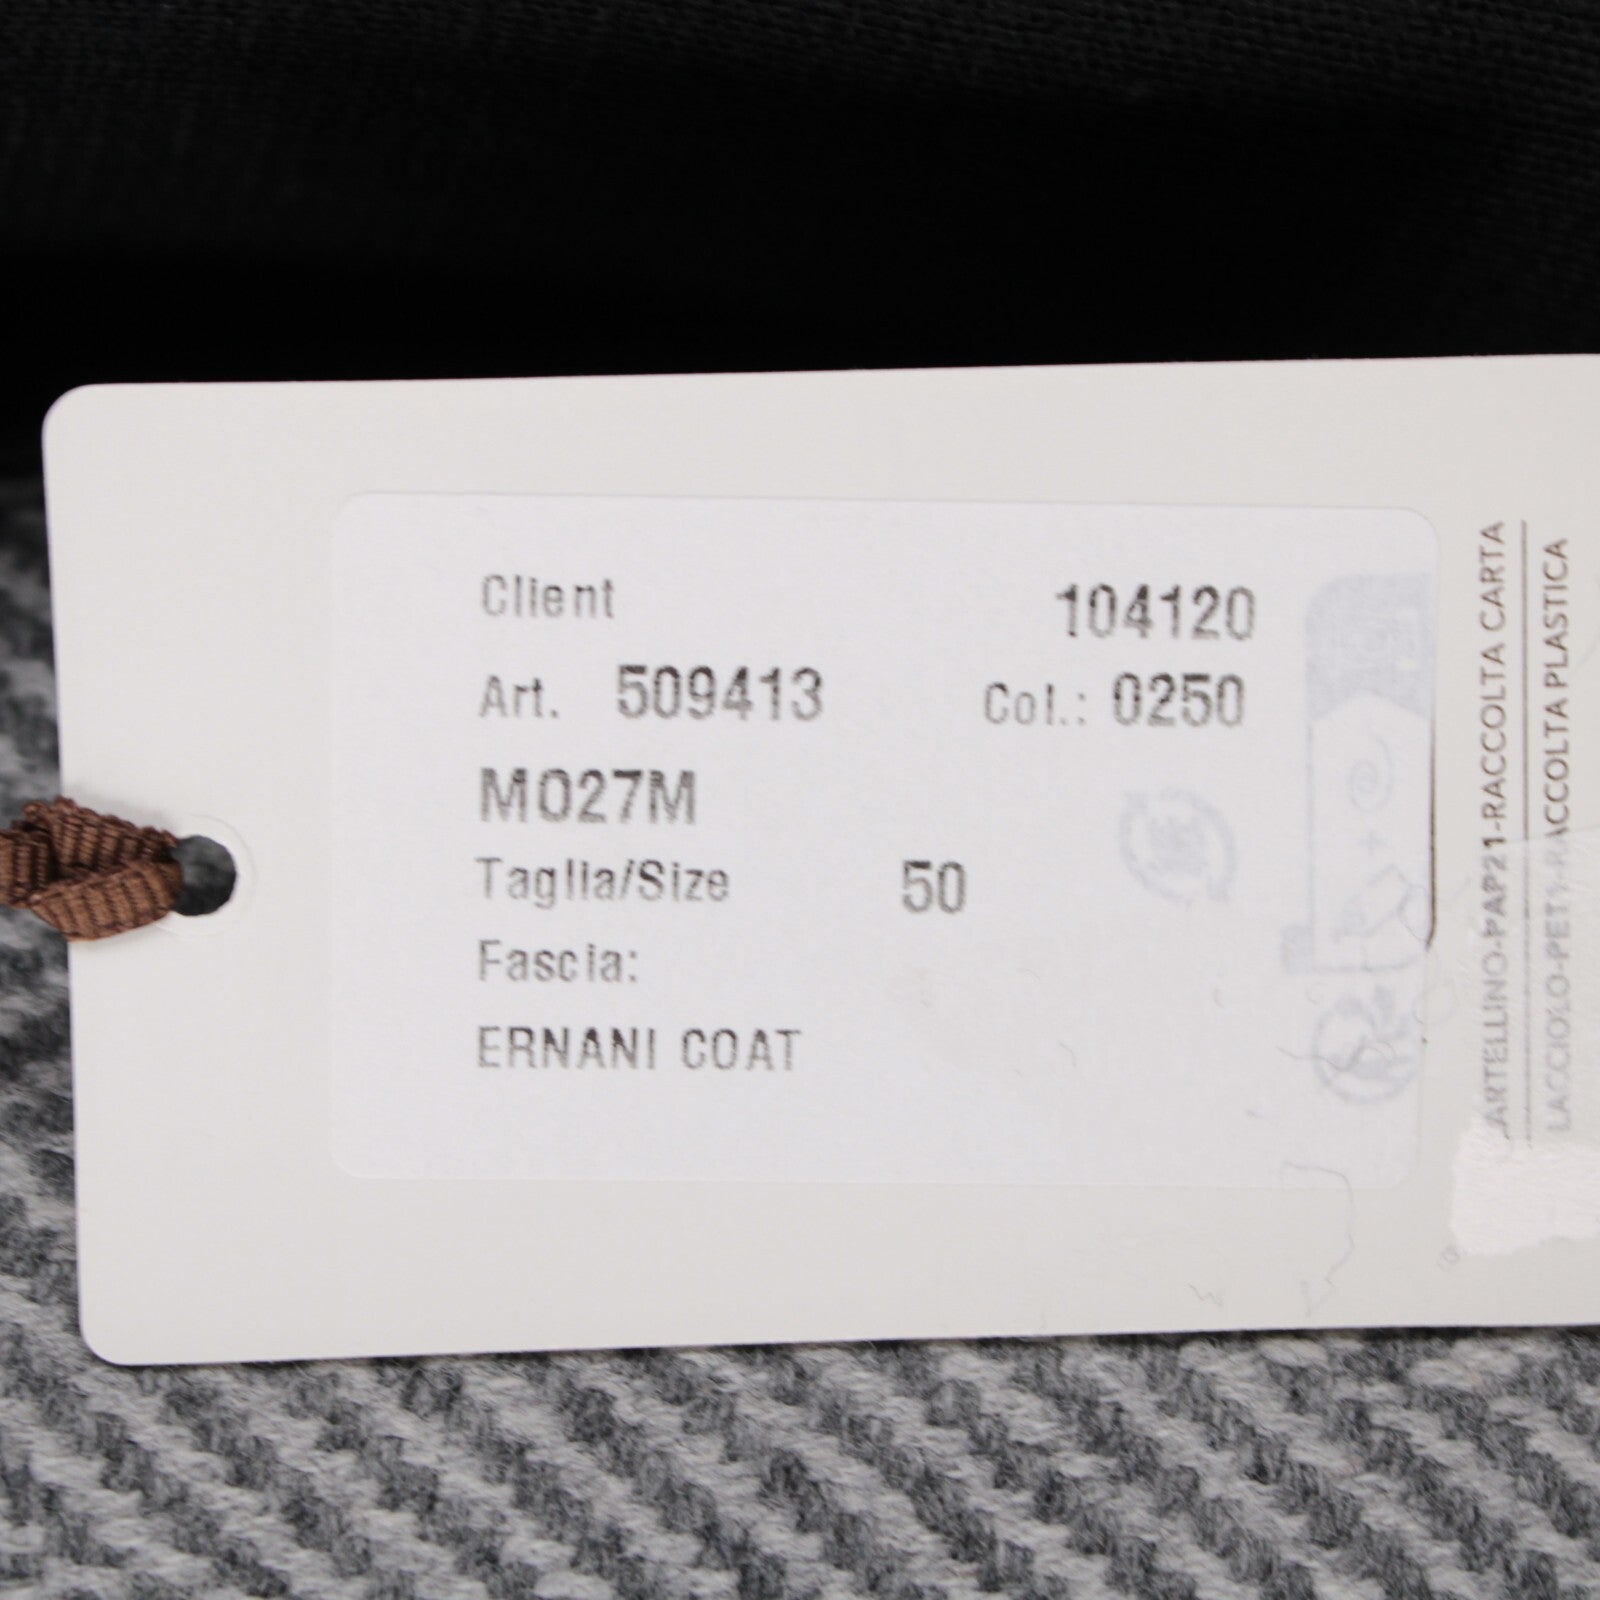 Client 104120
Art. 509413 Col.: 0250
M027M
Taglia/Size 50
Fascia:
ERNANI COAT
CARTELLINO-PAP21-RACCOLTA CARTA
LACCIOLO-PET1-RACCOLTA PLASTICA